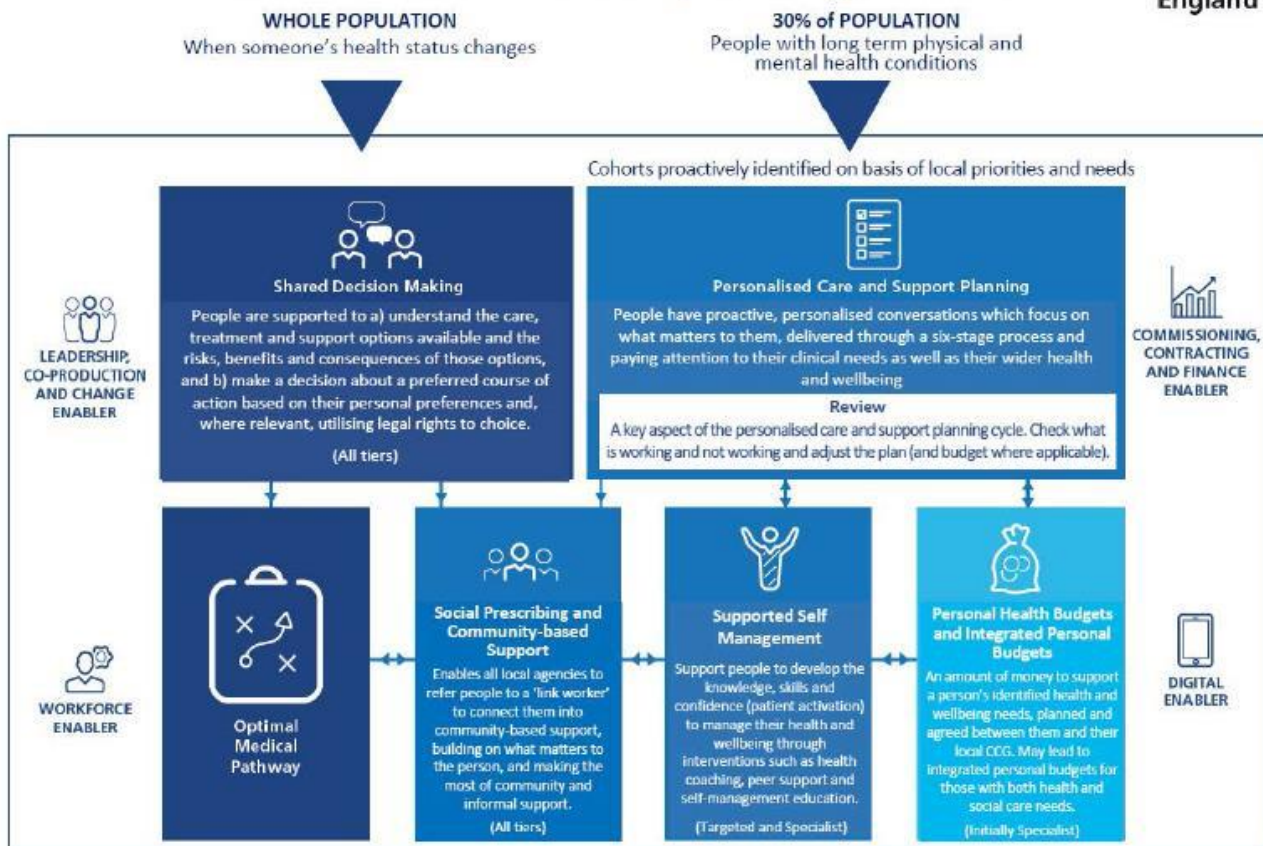 England
WHOLE POPULATION
When someone's health status changes
30% of POPULATION
People with long term physical and
mental health conditions
Cohorts proactively identified on basis of local priorities and needs
LEADERSHIP,
CO-PRODUCTION
AND CHANGE
ENABLER
Shared Decision Making
People are supported to a) understand the care,
treatment and support options available and the
risks, benefits and consequences of those options,
and b) make a decision about a preferred course of
action based on their personal preferences and,
where relevant, utilising legal rights to choice.
(All tiers)
Personalised Care and Support Planning
People have proactive, personalised conversations which focus on
what matters to them, delivered through a six-stage process and
paying attention to their clinical needs as well as their wider health
and wellbeing
Review
A key aspect of the personalised care and support planning cycle. Check what
is working and not working and adjust the plan (and budget where applicable).
COMMISSIONING,
CONTRACTING
AND FINANCE
ENABLER
WORKFORCE
ENABLER
Optimal
Medical
Pathway
Social Prescribing and
Community-based
Support
Enables all local agencies to
refer people to a 'link worker'
to connect them into
community-based support,
building on what matters to
the person, and making the
most of community and
informal support.
(All tiers)
Supported Self
Management
Support people to develop the
knowledge, skills and
confidence (patient activation)
to manage their health and
wellbeing through
interventions such as health
coaching, peer support and
self-management education.
(Targeted and Specialist)
Personal Health Budgets
and Integrated Personal
Budgets
An amount of money to support
a person's identified health and
wellbeing needs, planned and
agreed between them and their
local CCG. May lead to
integrated personal budgets for
those with both health and
social care needs.
(Initially Specialist)
DIGITAL
ENABLER